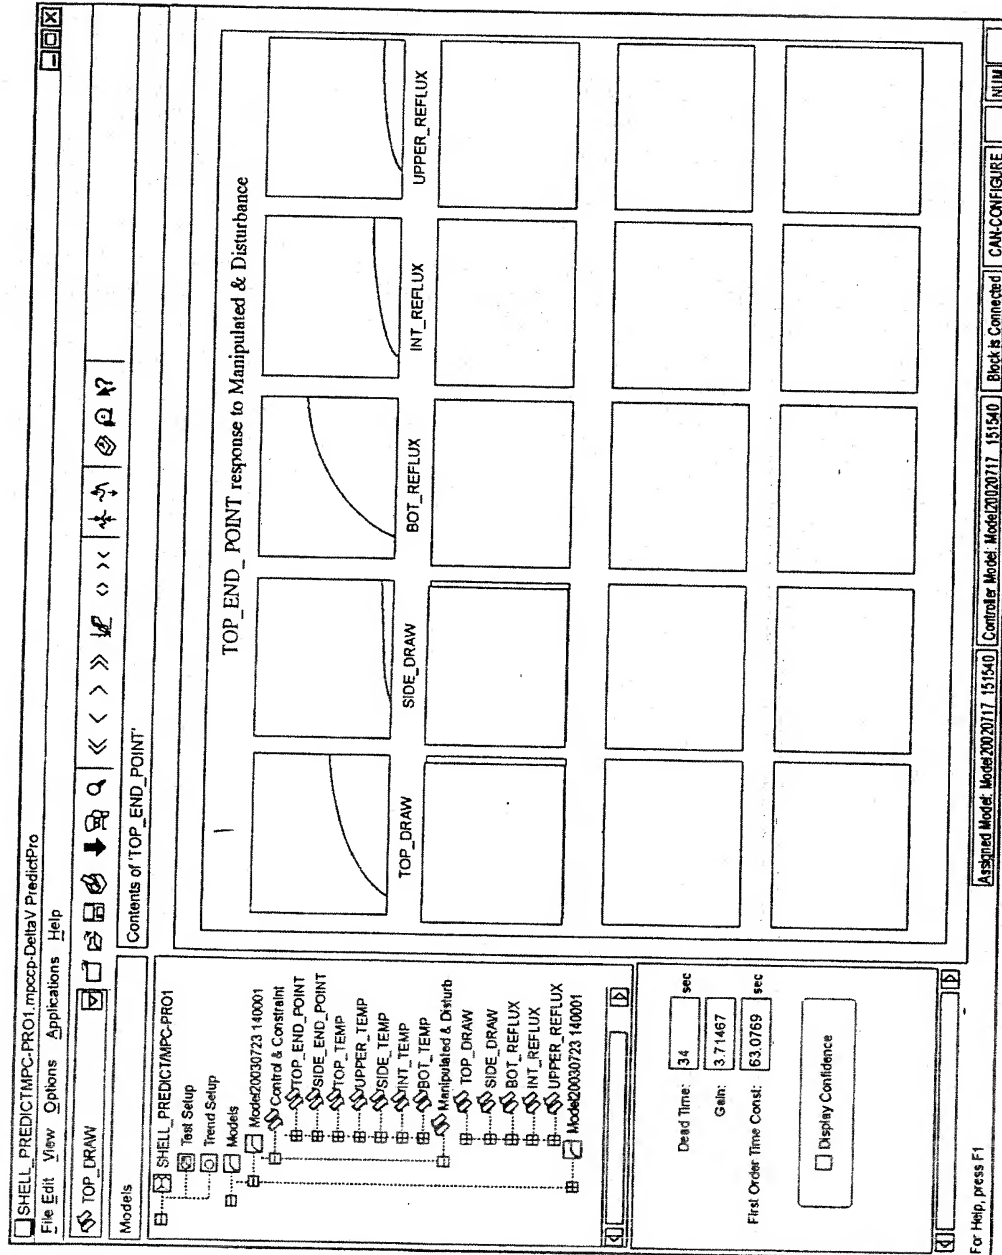 SHELL_PREDICTMPC-PRO1.mpccp-DeltaV PredictPro
File Edit View Options Applications Help
TOP_DRAW
Models
Contents of 'TOP_END_POINT'
SHELL_PREDICT/MPC-PRO1
Test Setup
Trend Setup
Models
Model20030723 140001
Control & Constraint
TOP_END_POINT
SIDE_END_POINT
TOP_TEMP
UPPER_TEMP
SIDE_TEMP
INT_TEMP
BOT_TEMP
Manipulated & Disturb
TOP_DRAW
SIDE_DRAW
BOT_REFLUX
INT_REFLUX
UPPER_REFLUX
Model20030723 140001
Dead Time: 34 sec
Gain: 3.71467
First Order Time Const: 63.0769 sec
Display Confidence
TOP_END_POINT response to Manipulated & Disturbance
TOP_DRAW
SIDE_DRAW
BOT_REFLUX
INT_REFLUX
UPPER_REFLUX
For Help, press F1
Assigned Model: Model20020717 151540
Controller Model: Model20020717 151540
Block is Connected
CAN-CONFIGURE
NUM